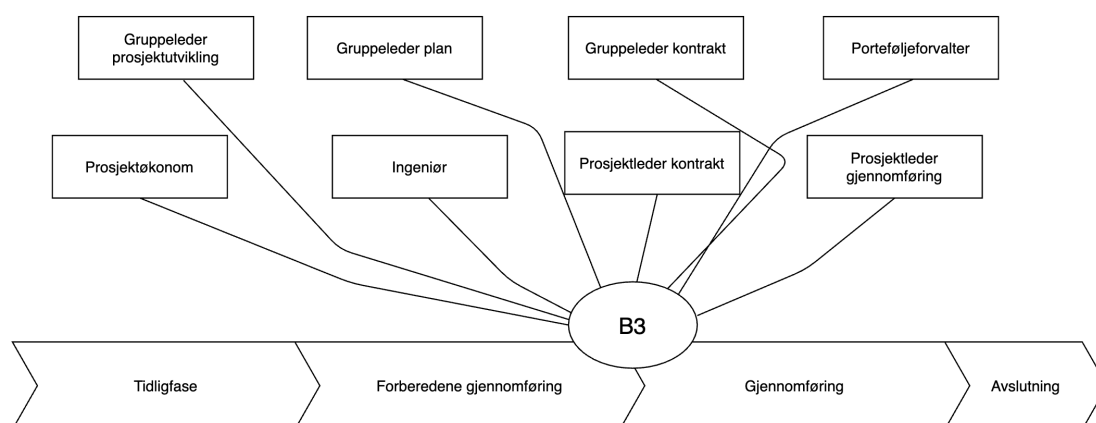 Gruppeleder
prosjektutvikling
Gruppeleder plan
Gruppeleder kontrakt
Porteføljeforvalter
Prosjektøkonom
Ingeniør
Prosjektleder kontrakt
Prosjektleder
gjennomføring
B3
Tidligfase
Forberedene gjennomføring
Gjennomføring
Avslutning